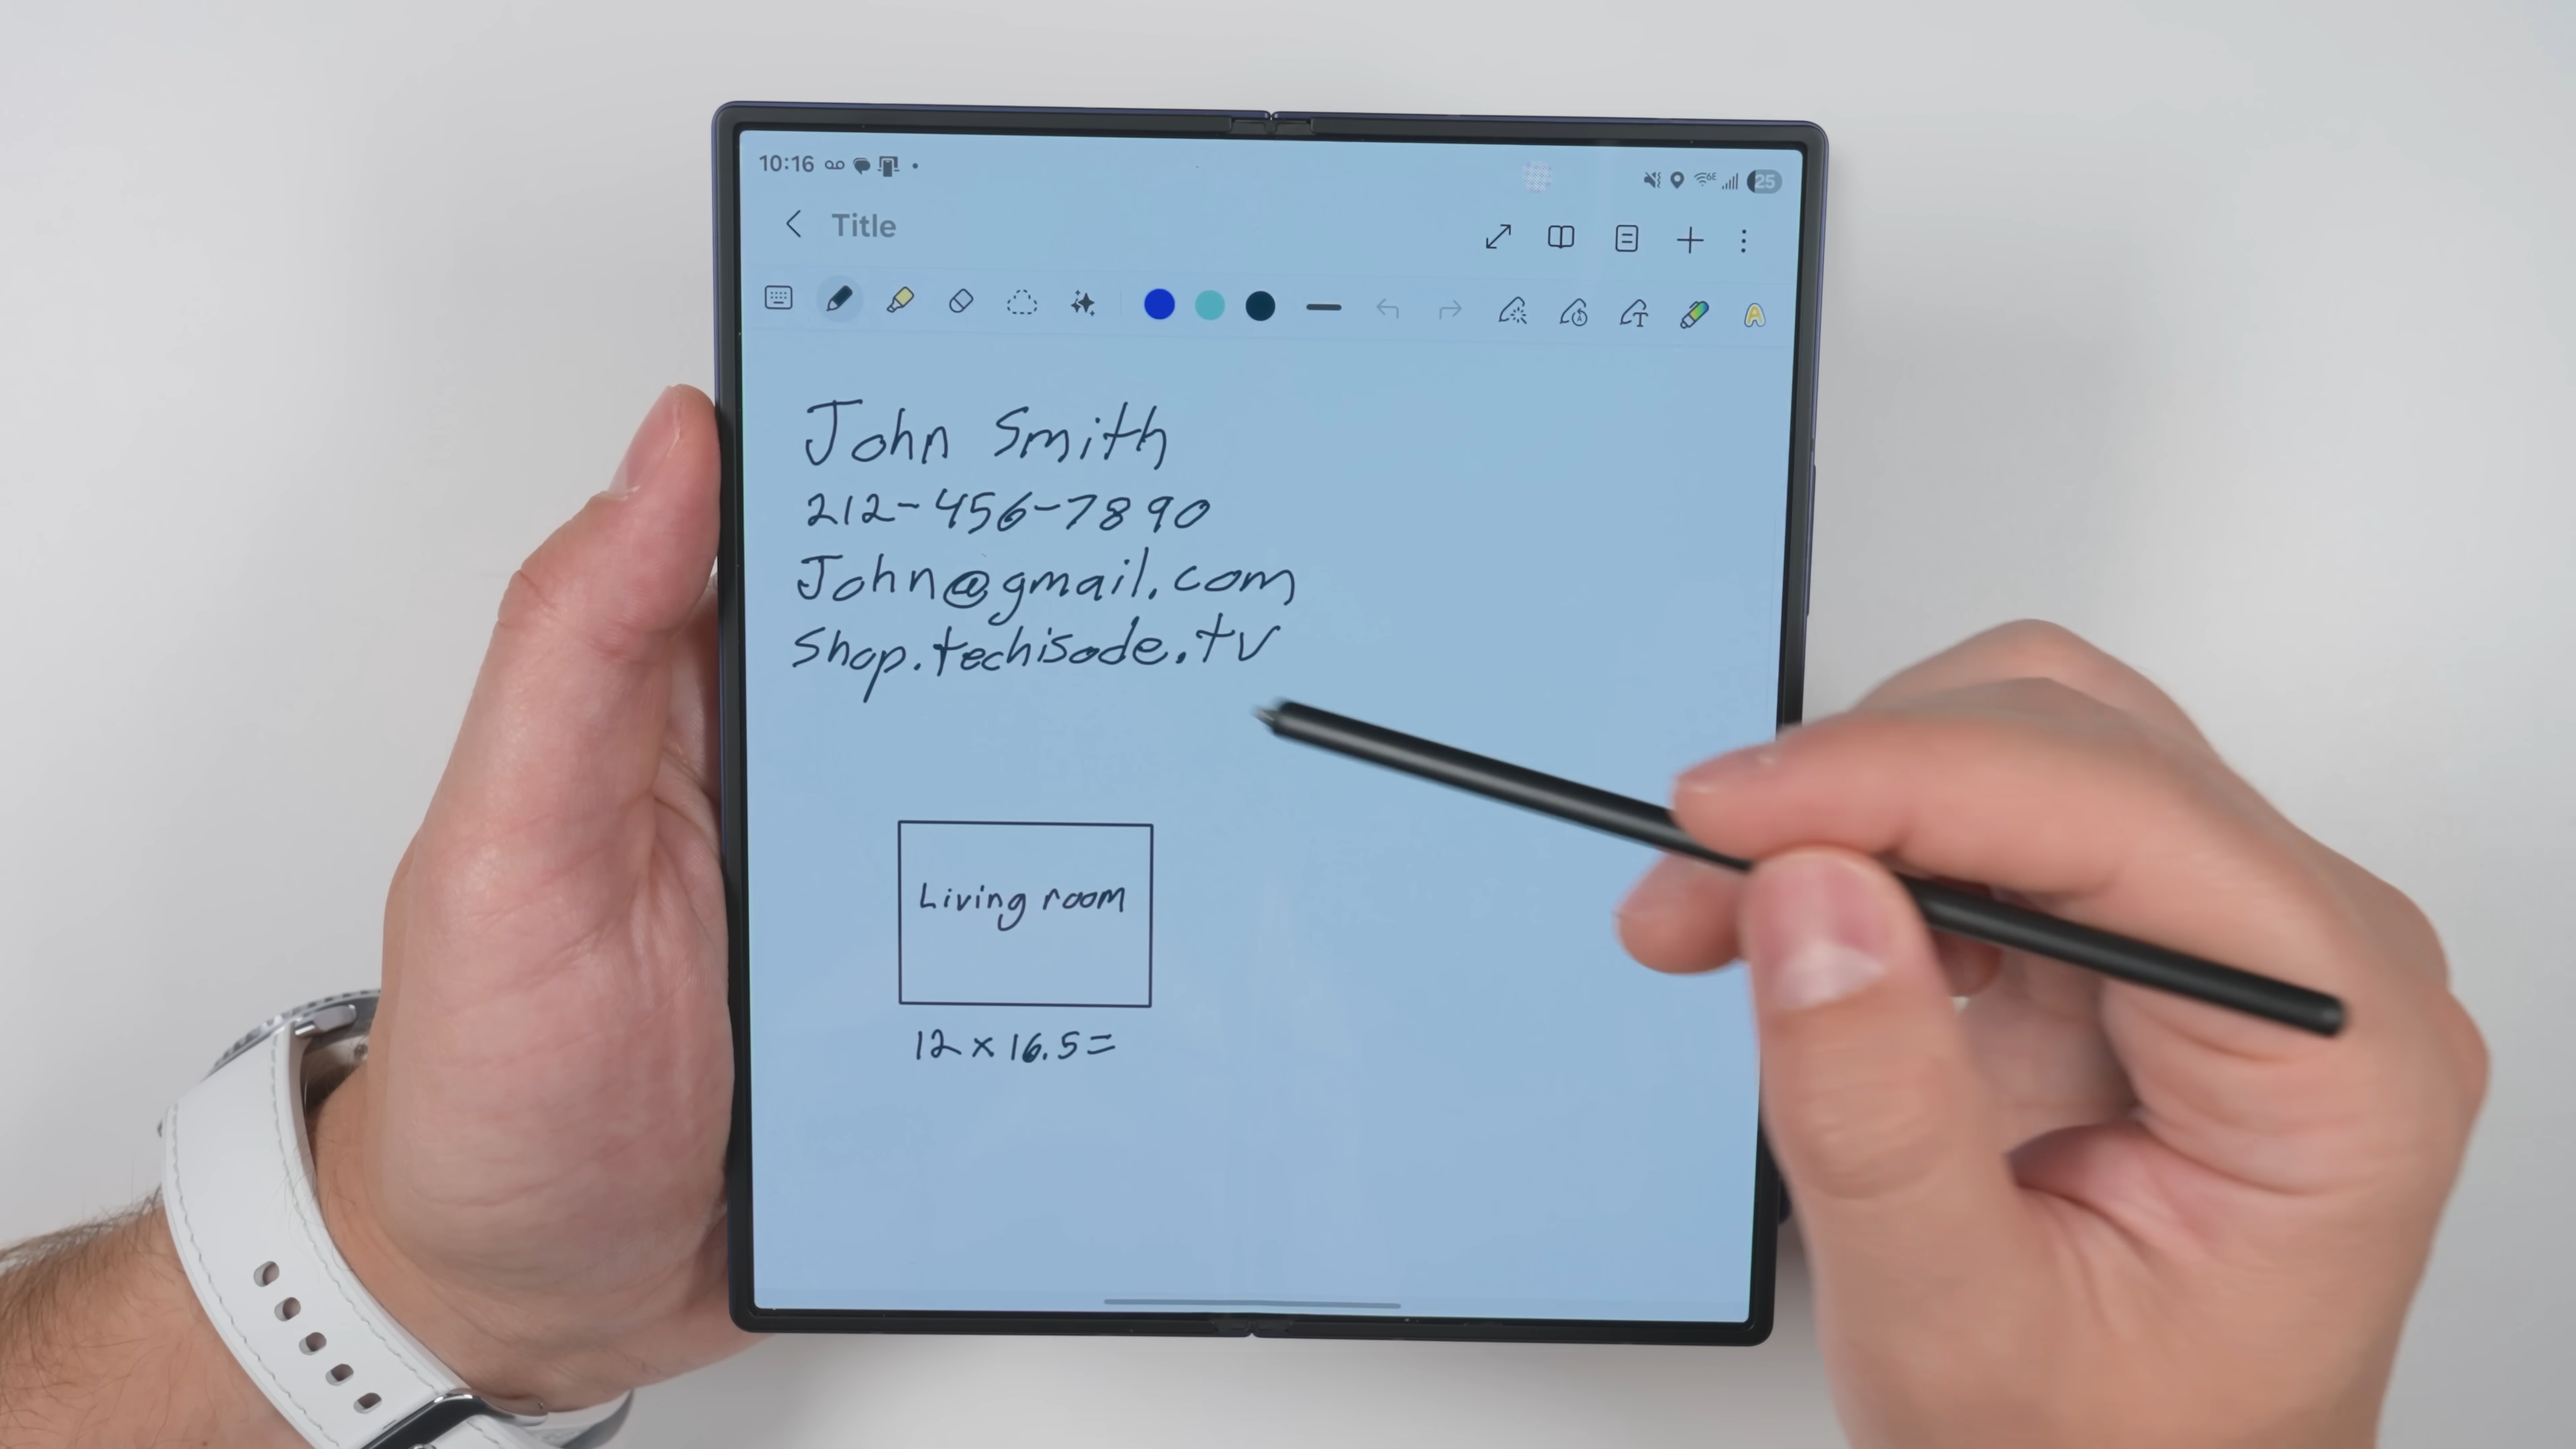 10:16
25
Title
John Smith
212-456-7890
John@gmail.com
Shop.techisode.tv
Living room
12 x 16.5 =